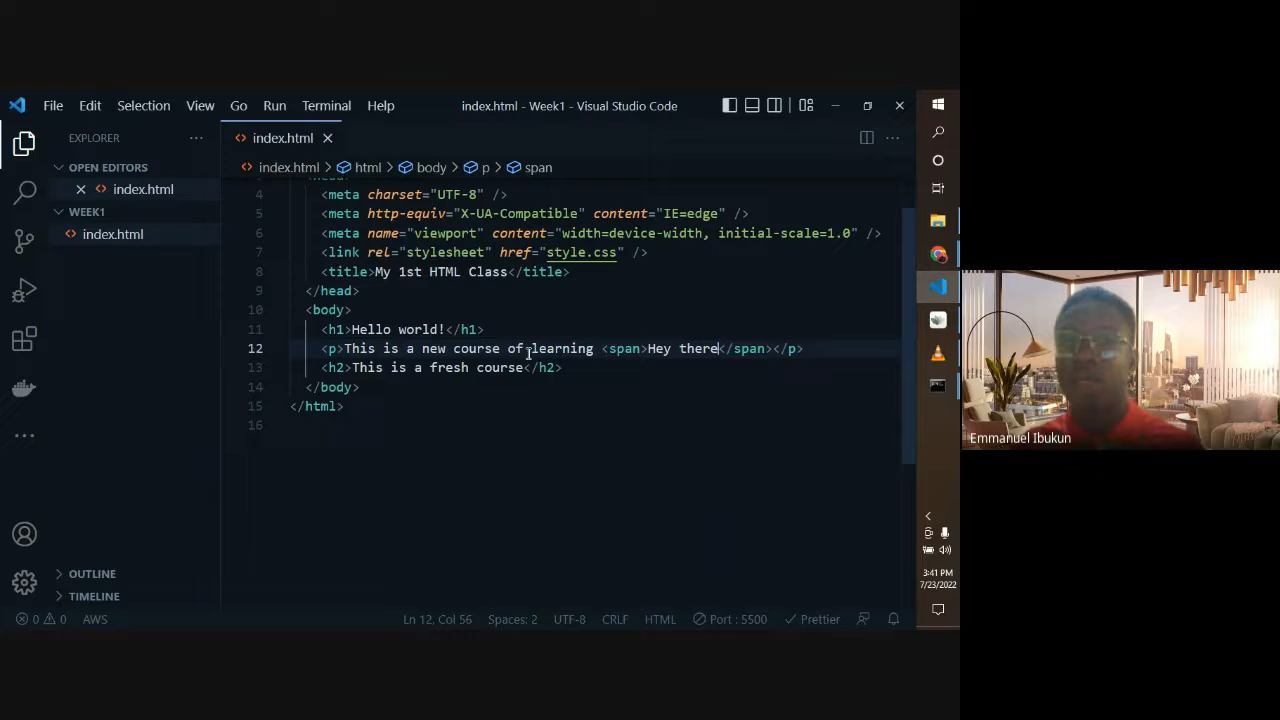 File Edit Selection View Go Run Terminal Help index.html - Week1 - Visual Studio Code
EXPLORER
index.html
OPEN EDITORS
index.html
WEEK1
index.html
index.html > html > body > p > span
4 <meta charset="UTF-8" />
5 <meta http-equiv="X-UA-Compatible" content="IE=edge" />
6 <meta name="viewport" content="width=device-width, initial-scale=1.0" />
7 <link rel="stylesheet" href="style.css" />
8 <title>My 1st HTML Class</title>
9 </head>
10 <body>
11 <h1>Hello world!</h1>
12 <p>This is a new course of learning <span>Hey there</span></p>
13 <h2>This is a fresh course</h2>
14 </body>
15 </html>
16
OUTLINE
TIMELINE
0 0 AWS Ln 12, Col 56 Spaces: 2 UTF-8 CRLF HTML Port : 5500 Prettier
3:41 PM
7/23/2022
Emmanuel Ibukun